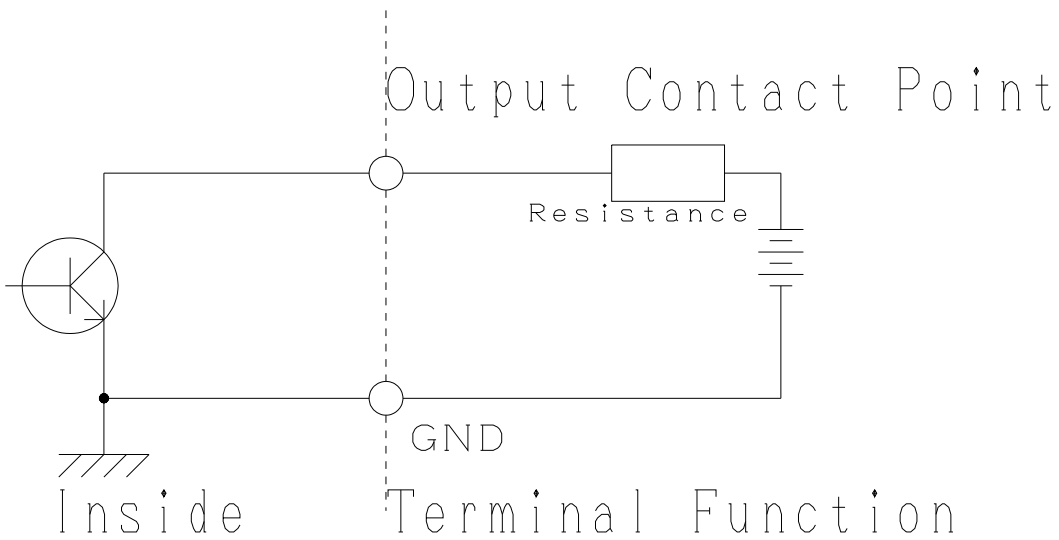 Output Contact Point
Resistance
GND
Inside
Terminal Function